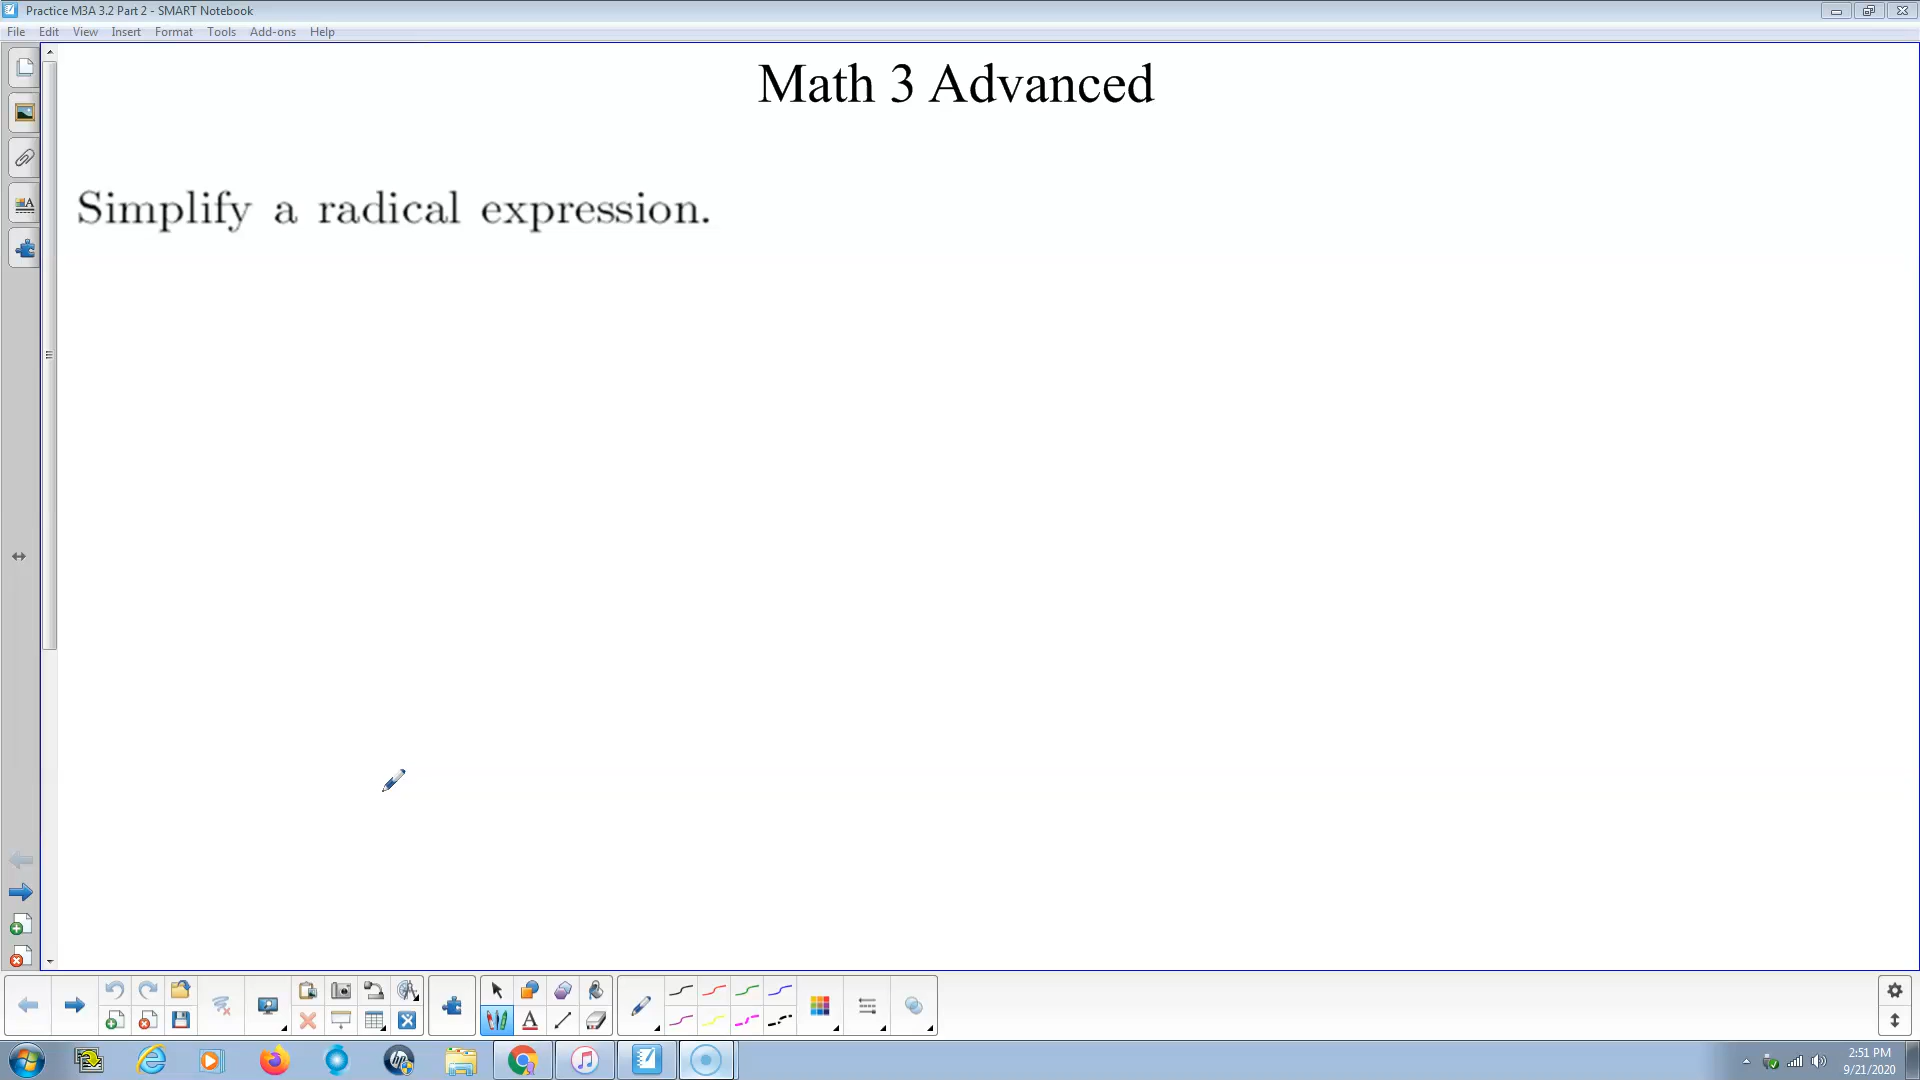 Practice M3A 3.2 Part 2 - SMART Notebook
File Edit View Insert Format Tools Add-ons Help
Math 3 Advanced
Simplify a radical expression.
2:51 PM
9/21/2020